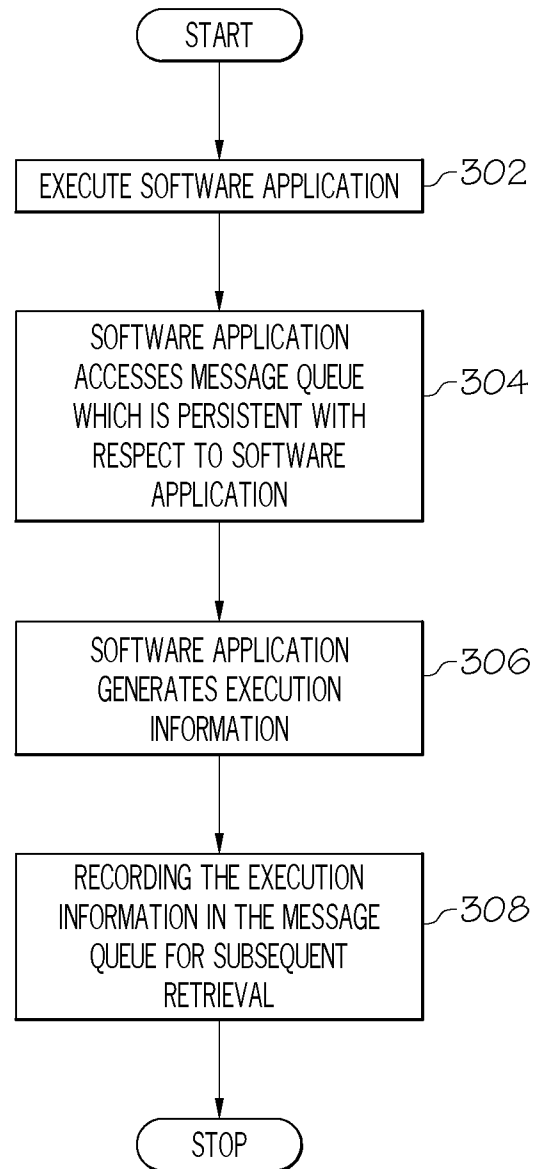 START
EXECUTE SOFTWARE APPLICATION
302
SOFTWARE APPLICATION
ACCESSES MESSAGE QUEUE
WHICH IS PERSISTENT WITH
RESPECT TO SOFTWARE
APPLICATION
304
SOFTWARE APPLICATION
GENERATES EXECUTION
INFORMATION
306
RECORDING THE EXECUTION
INFORMATION IN THE MESSAGE
QUEUE FOR SUBSEQUENT
RETRIEVAL
308
STOP